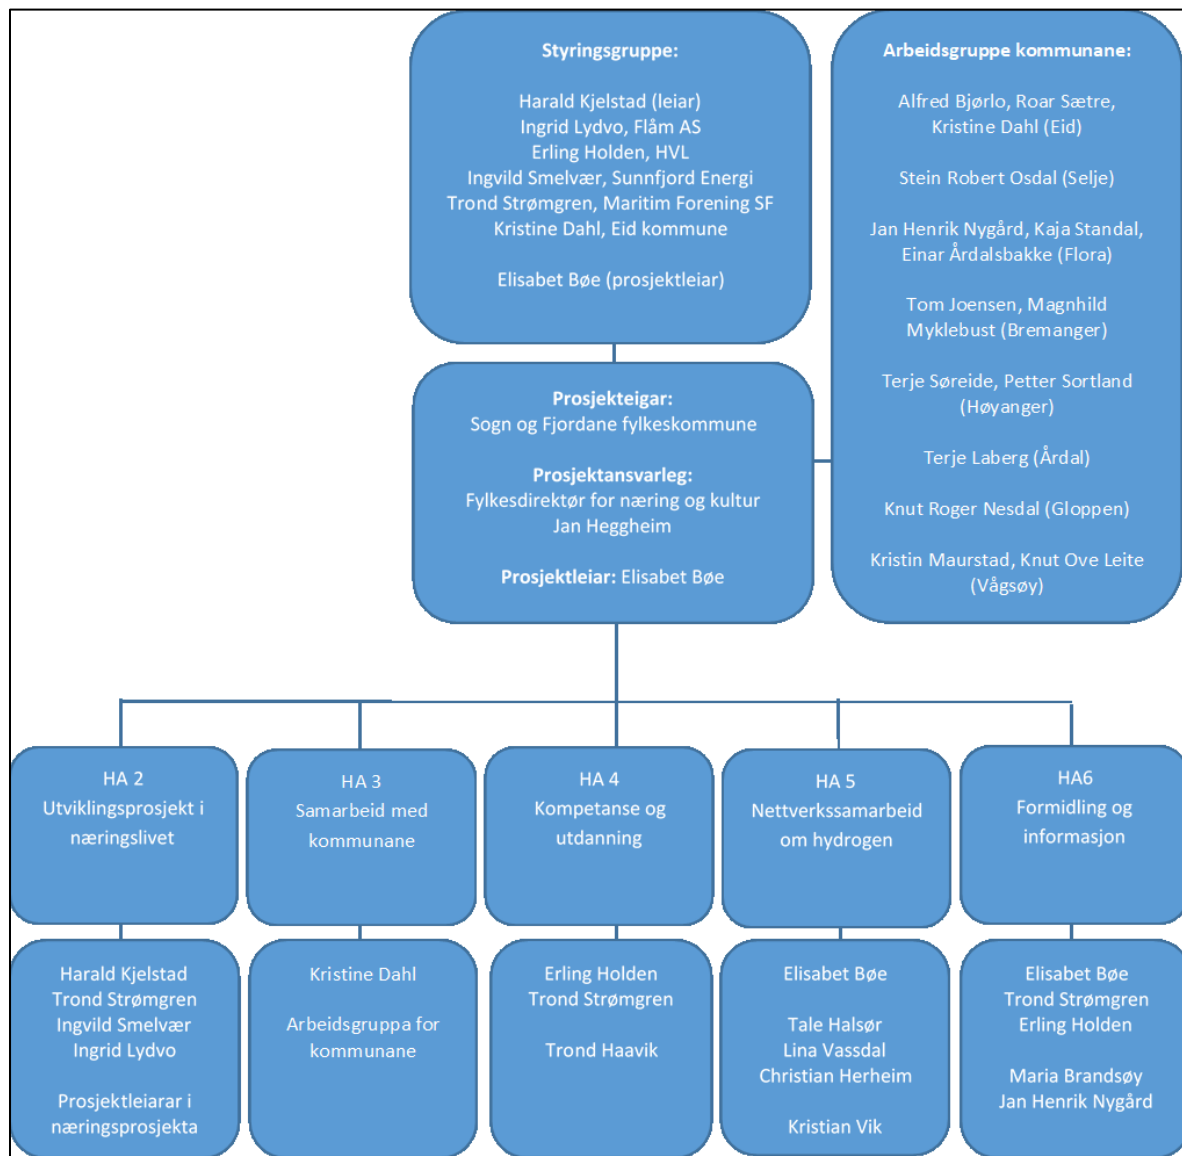 Styringsgruppe:
Harald Kjelstad (leiar)
Ingrid Lydvo, Flåm AS
Erling Holden, HVL
Ingvild Smelvær, Sunnfjord Energi
Trond Strømgren, Maritim Forening SF
Kristine Dahl, Eid kommune
Elisabet Bøe (prosjektleiar)
Arbeidsgruppe kommunane:
Alfred Bjørlo, Roar Sætre,
Kristine Dahl (Eid)
Stein Robert Osdal (Selje)
Jan Henrik Nygård, Kaja Standal,
Einar Årdalsbakke (Flora)
Tom Joensen, Magnhild
Myklebust (Bremanger)
Terje Søreide, Petter Sortland
(Høyanger)
Terje Laberg (Årdal)
Knut Roger Nesdal (Gloppen)
Kristin Maurstad, Knut Ove Leite
(Vågsøy)
Prosjekteigar:
Sogn og Fjordane fylkeskommune
Prosjektansvarleg:
Fylkesdirektør for næring og kultur
Jan Heggheim
Prosjektleiar: Elisabet Bøe
HA 2
Utviklingsprosjekt i
næringslivet
HA 3
Samarbeid med
kommunane
HA 4
Kompetanse og
utdanning
HA 5
Nettverkssamarbeid
om hydrogen
HA6
Formidling og
informasjon
Harald Kjelstad
Trond Strømgren
Ingvild Smelvær
Ingrid Lydvo
Prosjektleiarar i
næringsprosjekta
Kristine Dahl
Arbeidsgruppa for
kommunane
Erling Holden
Trond Strømgren
Trond Haavik
Elisabet Bøe
Tale Halsør
Lina Vassdal
Christian Herheim
Kristian Vik
Elisabet Bøe
Trond Strømgren
Erling Holden
Maria Brandsøy
Jan Henrik Nygård